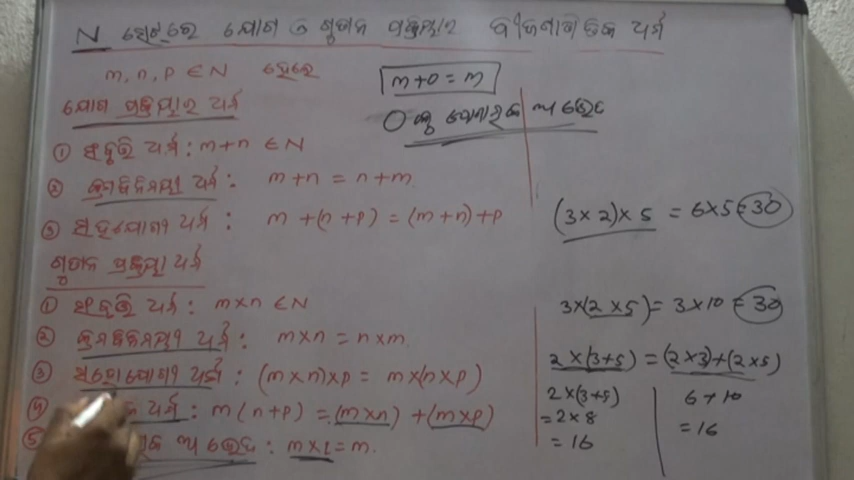 N ସେଟ୍‌ରେ ଯୋଗ ଓ ଗୁଣନ ପ୍ରକ୍ରିୟାର ବୀଜଗାଣିତିକ ଧର୍ମ
m, n, p ∈ N ହେଲେ
m+0 = m
ଯୋଗ ପ୍ରକ୍ରିୟାର ଧର୍ମ
0 କୁ ଯୋଗାତ୍ମକ ଅଭେଦ
① ସଂବୃତି ଧର୍ମ : m+n ∈ N
② କ୍ରମବିନିମୟୀ ଧର୍ମ : m+n = n+m
③ ସହଯୋଗୀ ଧର୍ମ : m +(n+p) = (m+n)+p
(3×2)×5 = 6×5 = 30
ଗୁଣନ ପ୍ରକ୍ରିୟା ଧର୍ମ
① ସଂବୃତି ଧର୍ମ : m×n ∈ N
3×(2×5) = 3×10 = 30
② କ୍ରମବିନିମୟୀ ଧର୍ମ : m×n = n×m
③ ସହଯୋଗୀ ଧର୍ମ : (m×n)×p = m×(n×p)
2×(3+5) = (2×3)+(2×5)
④ ଧର୍ମ : m(n+p) = (m×n) + (m×p)
2×(3+5)
= 2×8
= 16
6+10
= 16
⑤ ଅଭେଦ : m×1 = m.